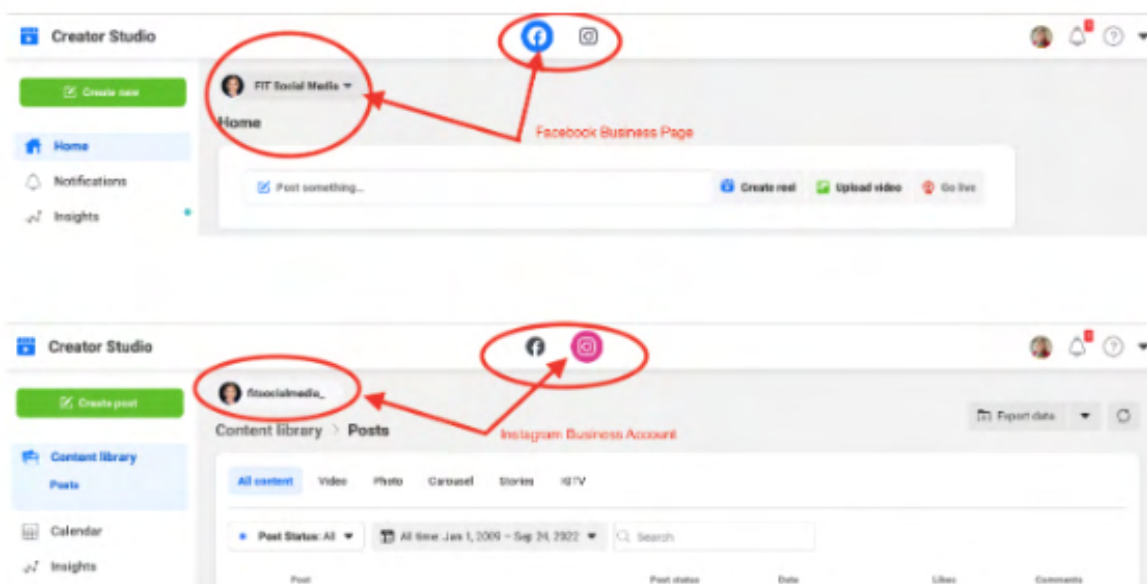 Creator Studio
Create new
FIT Social Media
Home
Facebook Business Page
Home
Notifications
Insights
Post something...
Create reel
Upload video
Go live
Creator Studio
Create post
fitsocialmedia_
Export data
Content library > Posts
Instagram Business Account
Content library
Posts
All content Video Photo Carousel Stories IGTV
Calendar
Post Status: All
All time: Jan 1, 2009 – Sep 24, 2022
Search
Insights
Post Post status Date Likes Comments